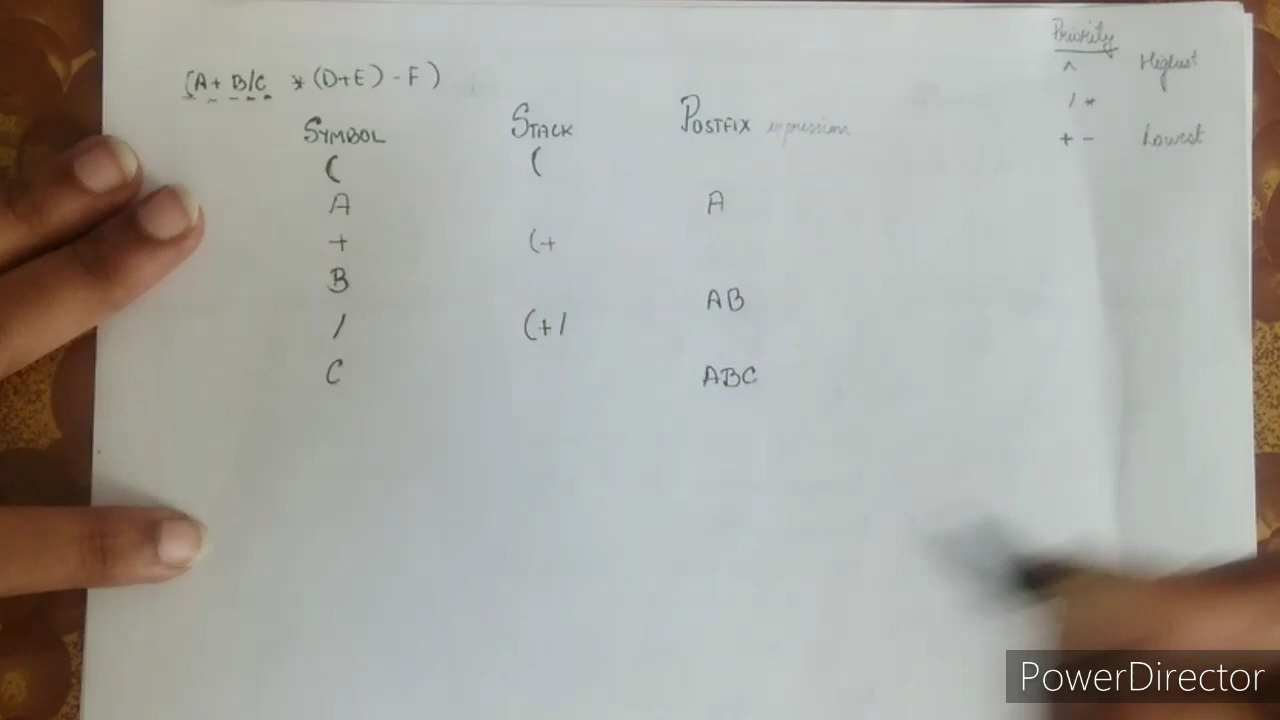 Priority
^ Highest
(A+ B/C * (D+E) - F )
/ *
SYMBOL STACK POSTFIX expression
+ - Lowest
( (
A A
+ (+
B
AB
/ (+/
C ABC
PowerDirector